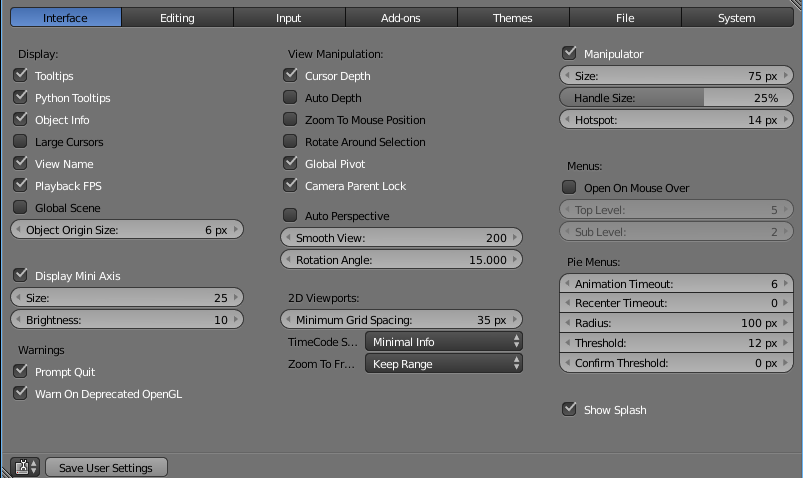 Interface Editing Input Add-ons Themes File System
Display:
Tooltips
Python Tooltips
Object Info
Large Cursors
View Name
Playback FPS
Global Scene
Object Origin Size: 6 px
Display Mini Axis
Size: 25
Brightness: 10
Warnings
Prompt Quit
Warn On Deprecated OpenGL
View Manipulation:
Cursor Depth
Auto Depth
Zoom To Mouse Position
Rotate Around Selection
Global Pivot
Camera Parent Lock
Auto Perspective
Smooth View: 200
Rotation Angle: 15.000
2D Viewports:
Minimum Grid Spacing: 35 px
TimeCode S... Minimal Info
Zoom To Fr... Keep Range
Manipulator
Size: 75 px
Handle Size: 25%
Hotspot: 14 px
Menus:
Open On Mouse Over
Top Level: 5
Sub Level: 2
Pie Menus:
Animation Timeout: 6
Recenter Timeout: 0
Radius: 100 px
Threshold: 12 px
Confirm Threshold: 0 px
Show Splash
Save User Settings